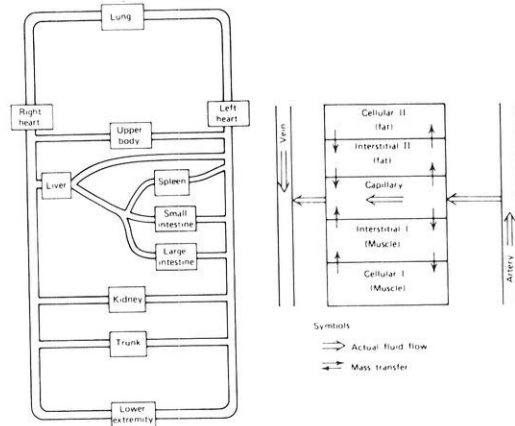 Lung
Right
heart
Left
heart
Upper
body
Liver
Spleen
Small
intestine
Large
intestine
Kidney
Trunk
Lower
extremity
Vein
Cellular II
(fat)
Interstitial II
(fat)
Capillary
Interstitial I
(Muscle)
Cellular I
(Muscle)
Artery
Symbols
Actual fluid flow
Mass transfer